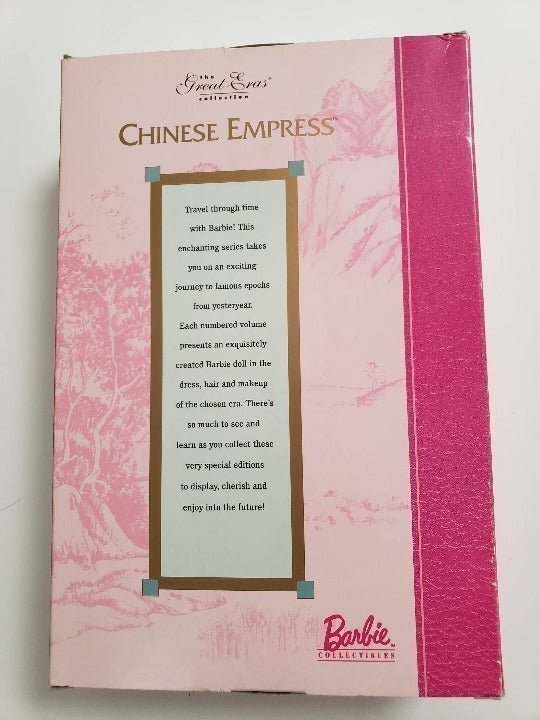 the
Great Eras®
collection
CHINESE EMPRESS™
Travel through time
with Barbie! This
enchanting series takes
you on an exciting
journey to famous epochs
from yesteryear.
Each numbered volume
presents an exquisitely
created Barbie doll in the
dress, hair and makeup
of the chosen era. There's
so much to see and
learn as you collect these
very special editions
to display, cherish and
enjoy into the future!
Barbie™
COLLECTIBLES